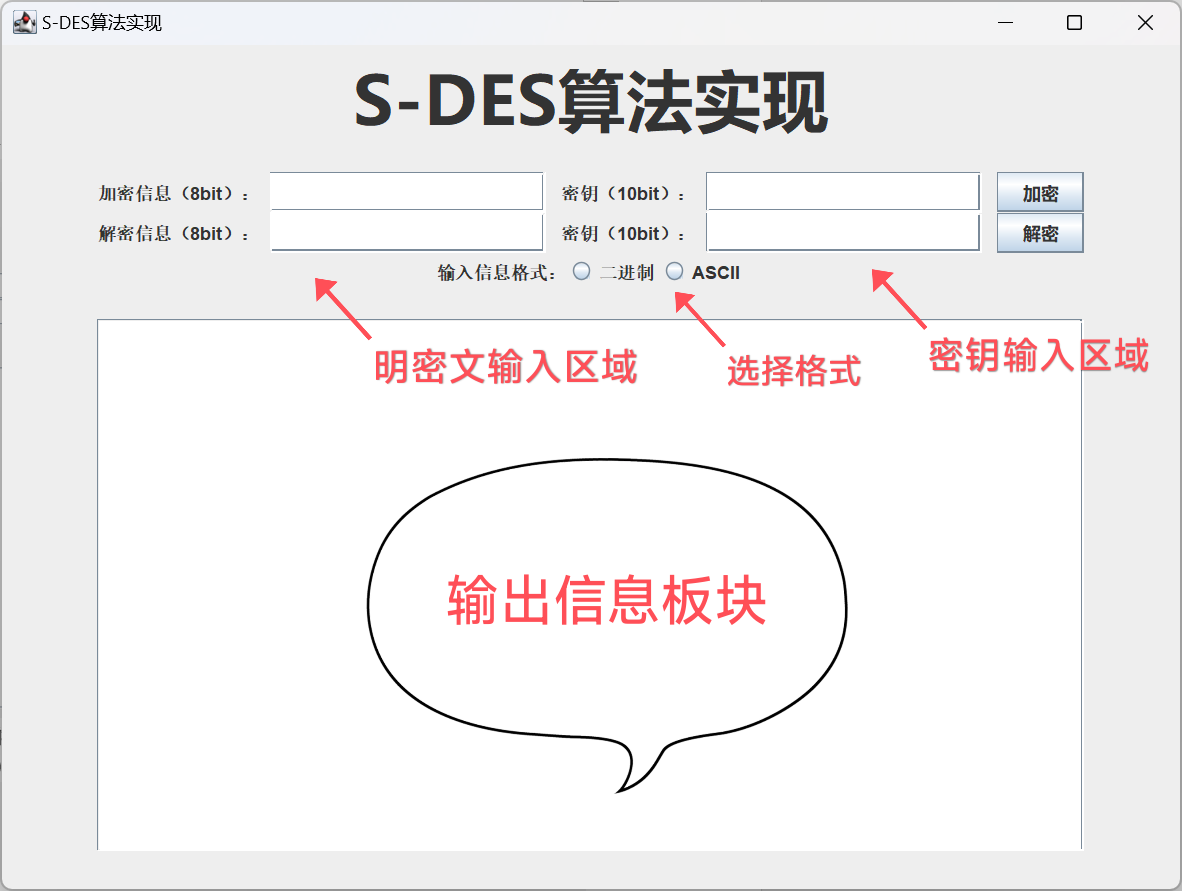 S-DES算法实现
S-DES算法实现
加密信息（8bit）： 密钥（10bit）： 加密
解密信息（8bit）： 密钥（10bit）： 解密
输入信息格式： 二进制 ASCII
明密文输入区域 选择格式 密钥输入区域
输出信息板块